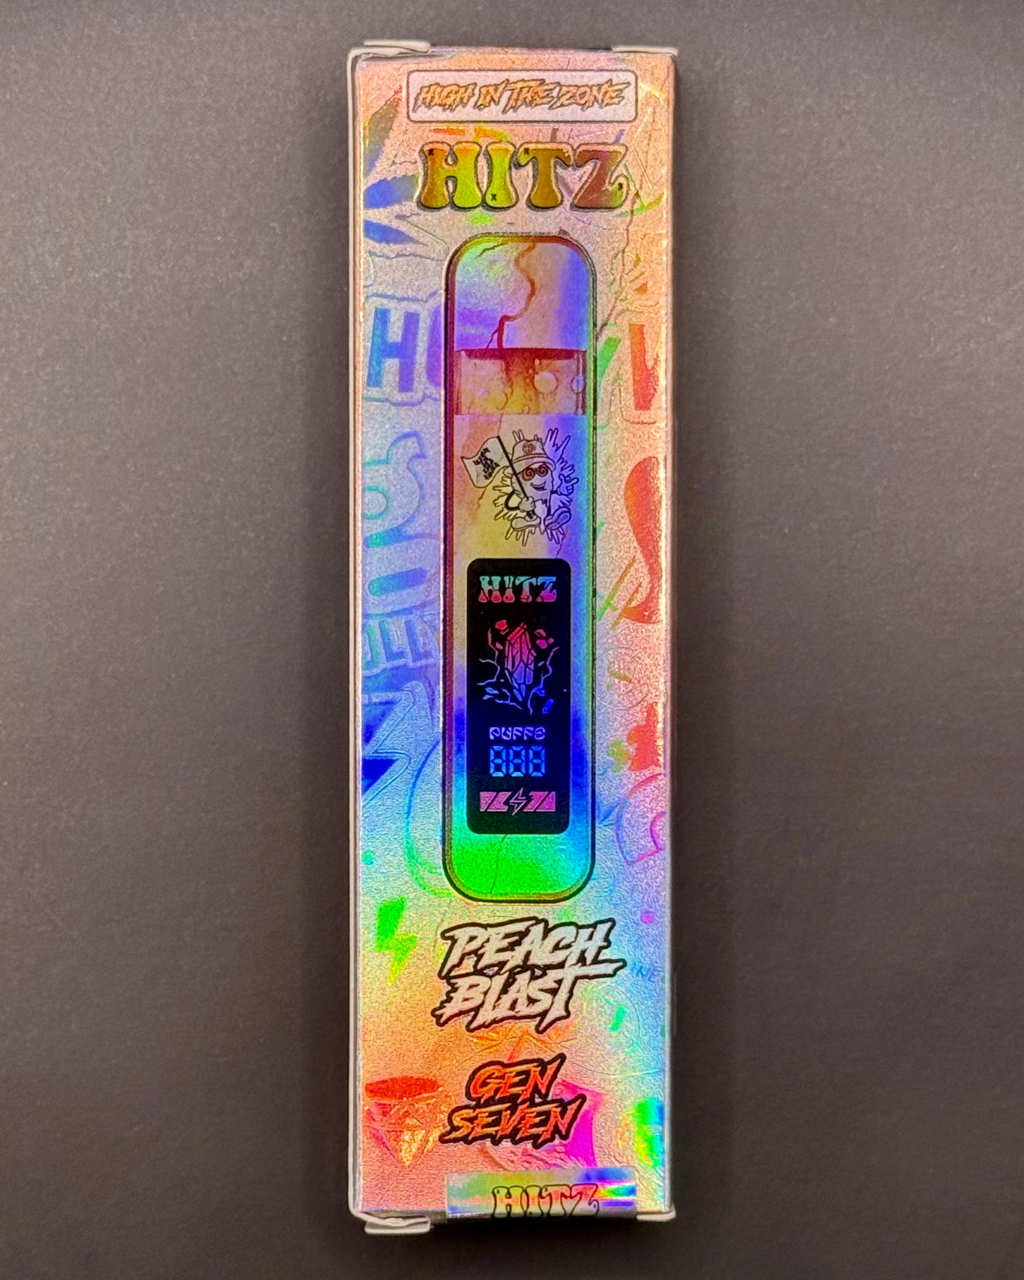 HIGH IN THE ZONE
HITZ
HITZ
PUFFS
888
PEACH
BLAST
GEN
SEVEN
HITZ